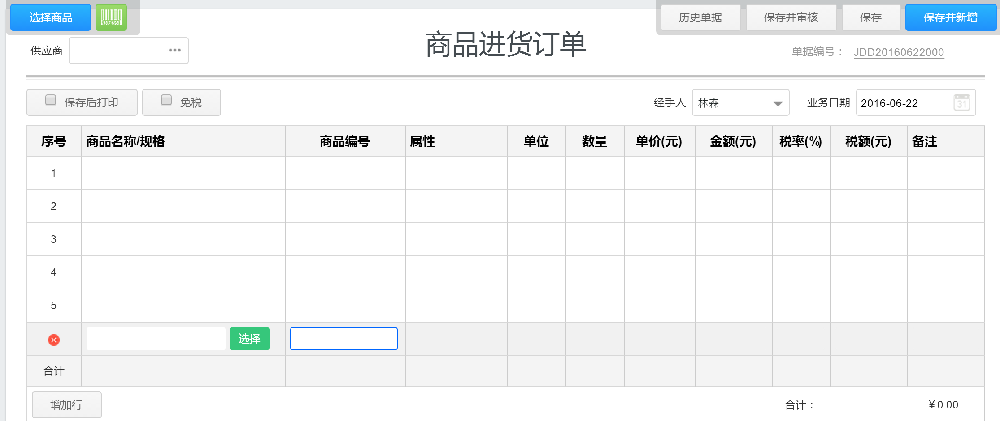 选择商品 历史单据 保存并审核 保存 保存并新增
商品进货订单
供应商 单据编号： JDD20160622000
保存后打印 免税 经手人 林森 业务日期 2016-06-22 31
序号 商品名称/规格 商品编号 属性 单位 数量 单价(元) 金额(元) 税率(%) 税额(元) 备注
1
2
3
4
5
选择
合计
增加行 合计： ¥0.00